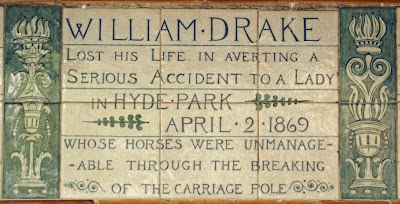 WILLIAM·DRAKE
LOST HIS LIFE IN AVERTING A
SERIOUS ACCIDENT TO A LADY
IN HYDE·PARK
APRIL·2·1869
WHOSE HORSES WERE UNMANAGE-
-ABLE THROUGH THE BREAKING
OF THE CARRIAGE POLE